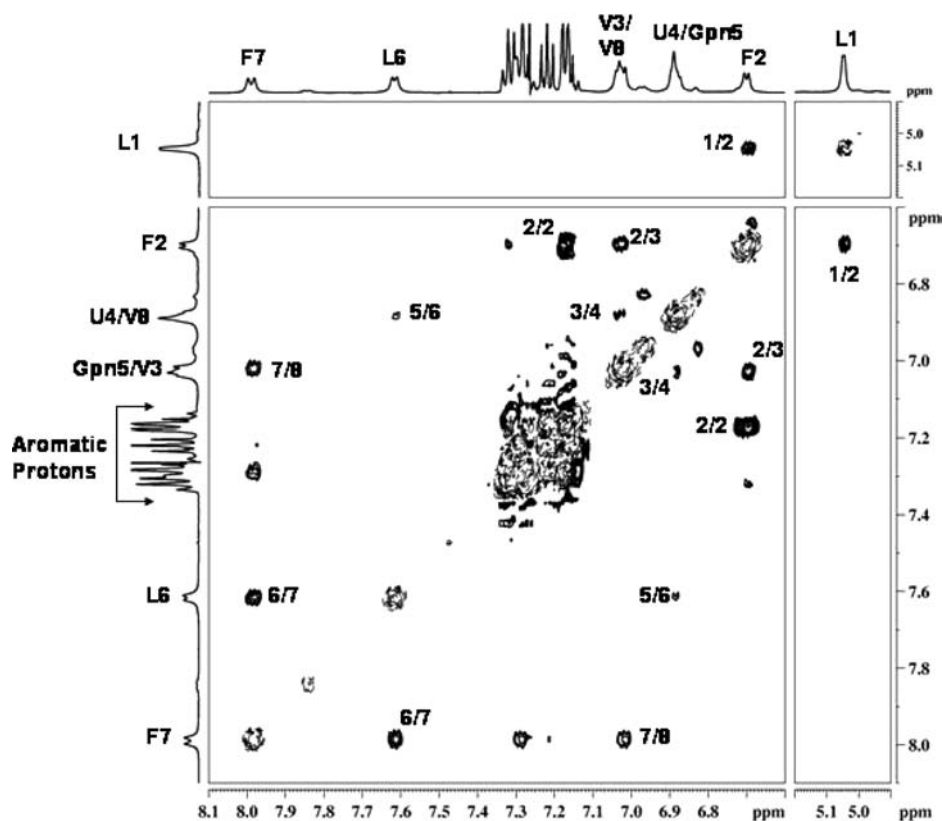 F7
L6
V3/
V8
U4/Gpn5
F2
L1
ppm
L1
1/2
5.0
5.1
ppm
F2
2/2
2/3
1/2
6.8
U4/V8
5/6
3/4
Gpn5/V3
7/8
7.0
2/3
3/4
Aromatic
Protons
2/2
7.2
7.4
L6
6/7
5/6
7.6
7.8
6/7
F7
7/8
8.0
8.1 8.0 7.9 7.8 7.7 7.6 7.5 7.3 7.2 7.1 7.0 6.9 6.8 ppm 5.1 5.0 ppm